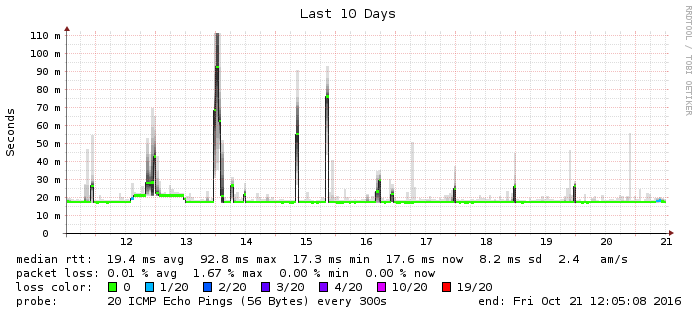 Last 10 Days
RRDTOOL / TOBI OETIKER
Seconds
110 m
100 m
90 m
80 m
70 m
60 m
50 m
40 m
30 m
20 m
10 m
0
12 13 14 15 16 17 18 19 20 21
median rtt: 19.4 ms avg 92.8 ms max 17.3 ms min 17.6 ms now 8.2 ms sd 2.4 am/s
packet loss: 0.01 % avg 1.67 % max 0.00 % min 0.00 % now
loss color: 0 1/20 2/20 3/20 4/20 10/20 19/20
probe: 20 ICMP Echo Pings (56 Bytes) every 300s end: Fri Oct 21 12:05:08 2016